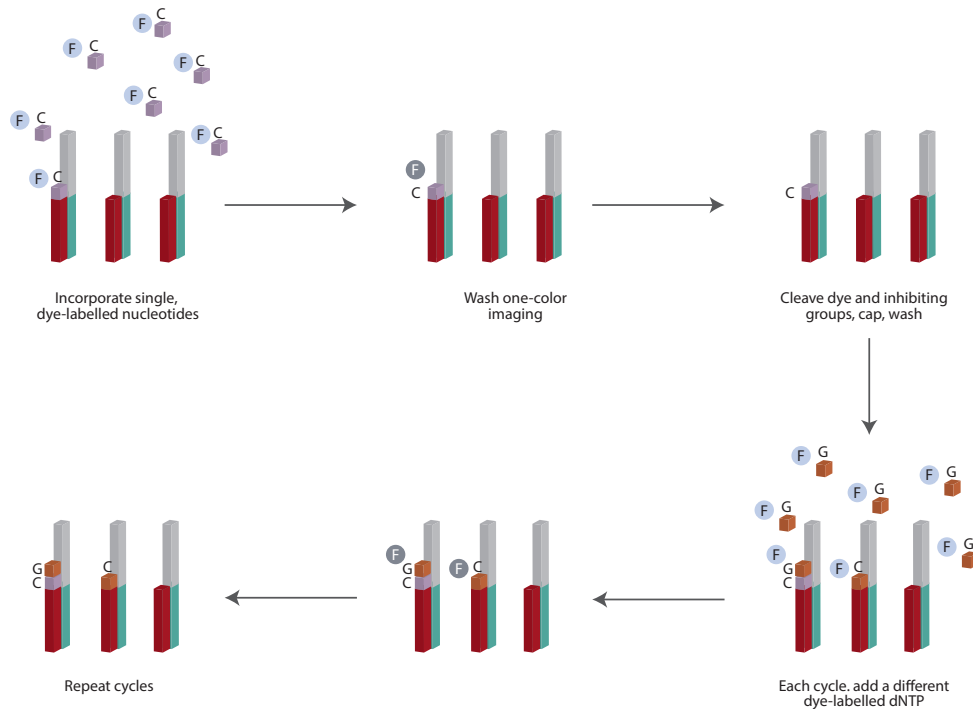 F C
F C
F C
F C
F C
F C
F C
F C
Incorporate single,
dye-labelled nucleotides
F
C
Wash one-color
imaging
C
Cleave dye and inhibiting
groups, cap, wash
F G
F G
F G
F G
F G
F
G
C
F C
Each cycle. add a different
dye-labelled dNTP
F
G
C
F C
G
C
C
Repeat cycles